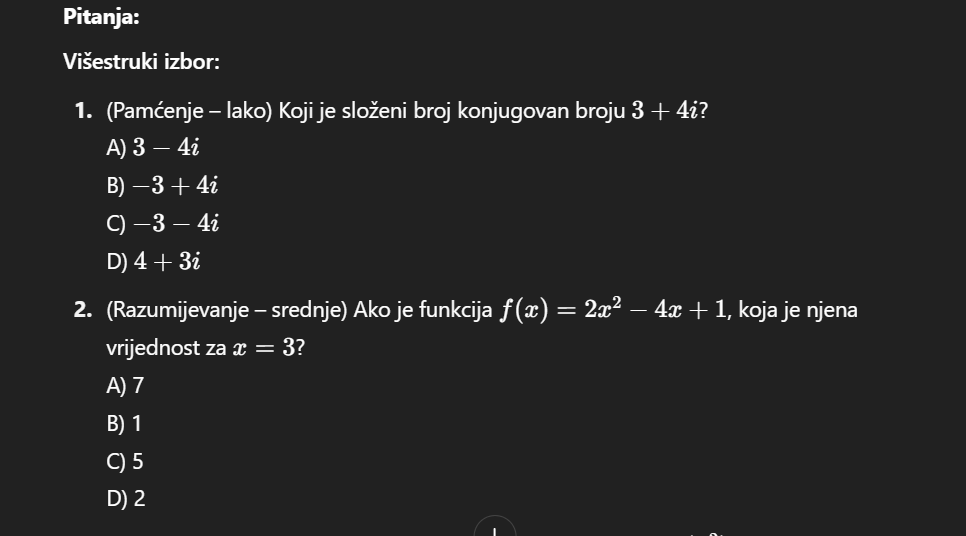 Pitanja:
Višestruki izbor:
1. (Pamćenje – lako) Koji je složeni broj konjugovan broju 3 + 4i?
A) 3 − 4i
B) −3 + 4i
C) −3 − 4i
D) 4 + 3i
2. (Razumijevanje – srednje) Ako je funkcija f(x) = 2x² − 4x + 1, koja je njena
vrijednost za x = 3?
A) 7
B) 1
C) 5
D) 2